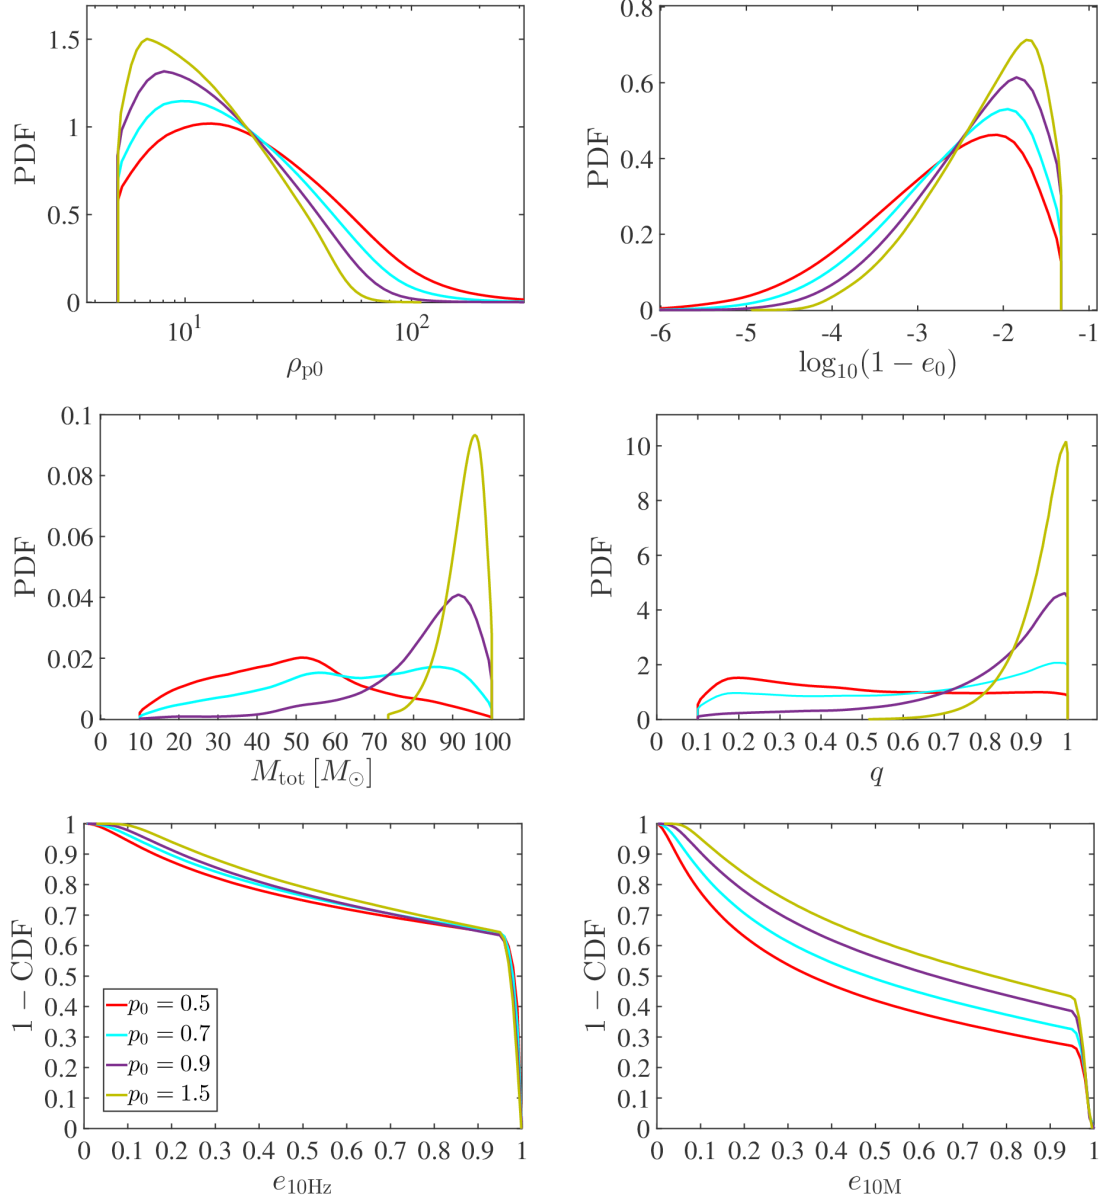 PDF
1.5
1
0.5
0
10^1
10^2
ρ_p0
PDF
0.8
0.6
0.4
0.2
0
-6
-5
-4
-3
-2
-1
log_10(1 − e_0)
PDF
0.1
0.08
0.06
0.04
0.02
0
0 10 20 30 40 50 60 70 80 90 100
M_tot [M_⊙]
PDF
10
8
6
4
2
0
0 0.1 0.2 0.3 0.4 0.5 0.6 0.7 0.8 0.9 1
q
1 − CDF
1
0.9
0.8
0.7
0.6
0.5
0.4
0.3
0.2
0.1
0
p_0 = 0.5
p_0 = 0.7
p_0 = 0.9
p_0 = 1.5
0 0.1 0.2 0.3 0.4 0.5 0.6 0.7 0.8 0.9 1
e_10Hz
1 − CDF
1
0.9
0.8
0.7
0.6
0.5
0.4
0.3
0.2
0.1
0
0 0.1 0.2 0.3 0.4 0.5 0.6 0.7 0.8 0.9 1
e_10M